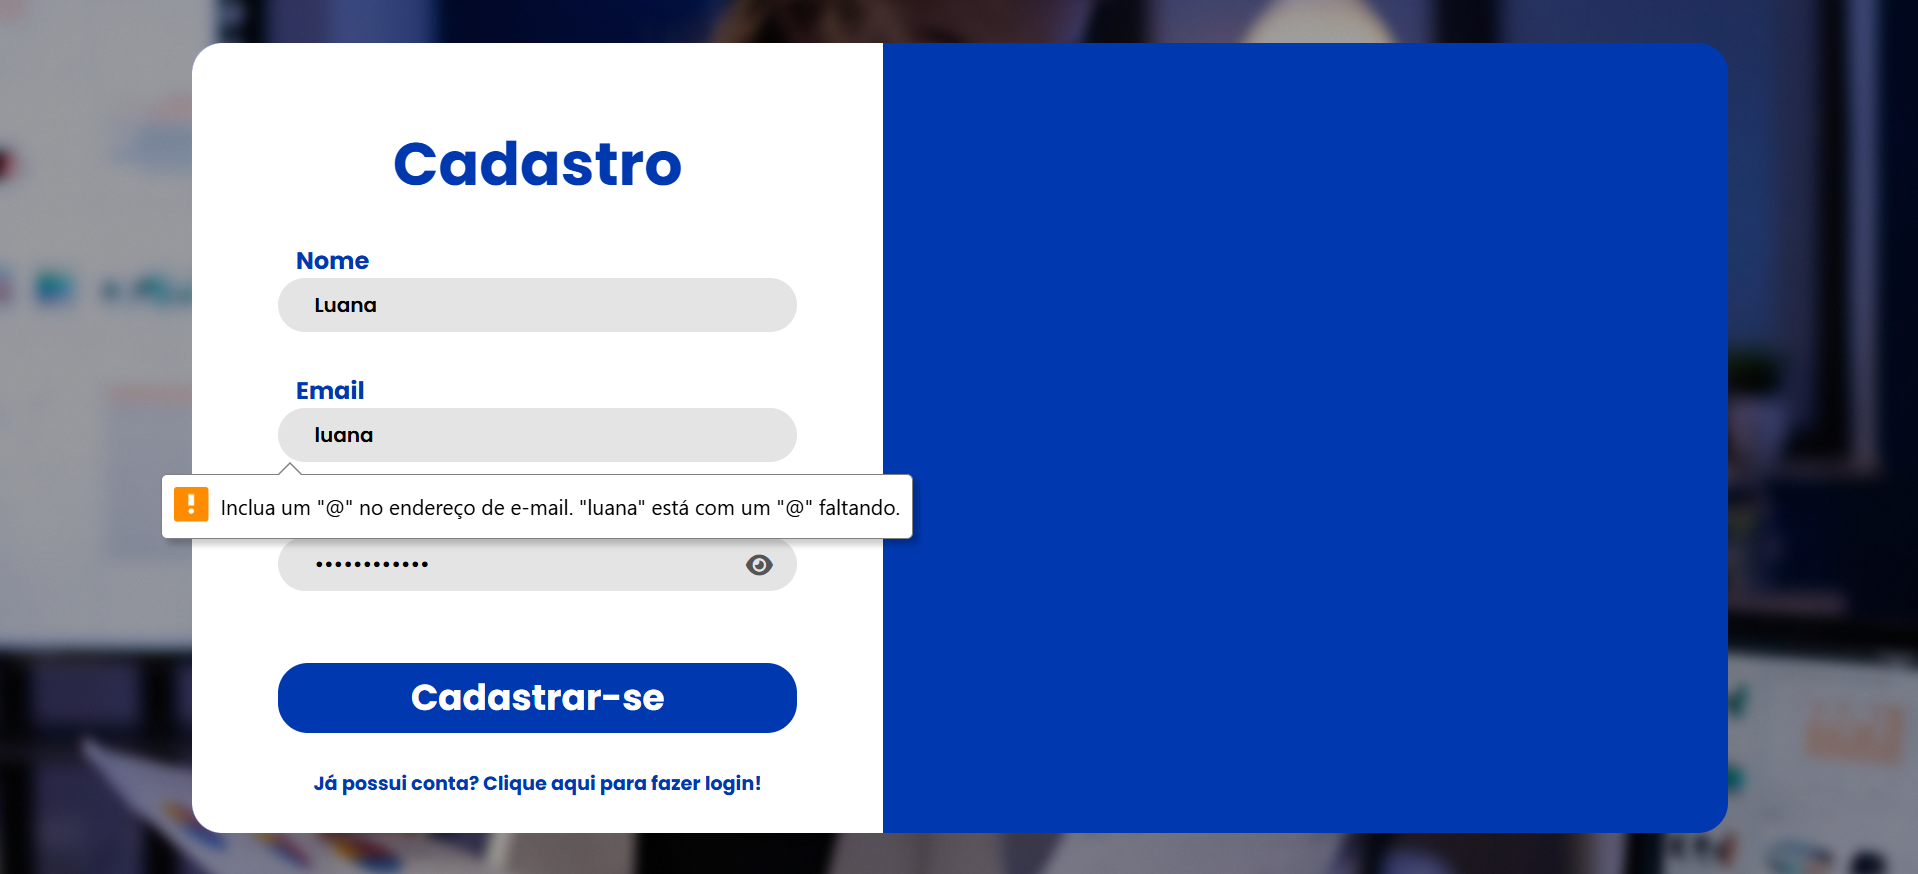 Cadastro
Nome
Luana
Email
luana
Inclua um "@" no endereço de e-mail. "luana" está com um "@" faltando.
••••••••••••
Cadastrar-se
Já possui conta? Clique aqui para fazer login!